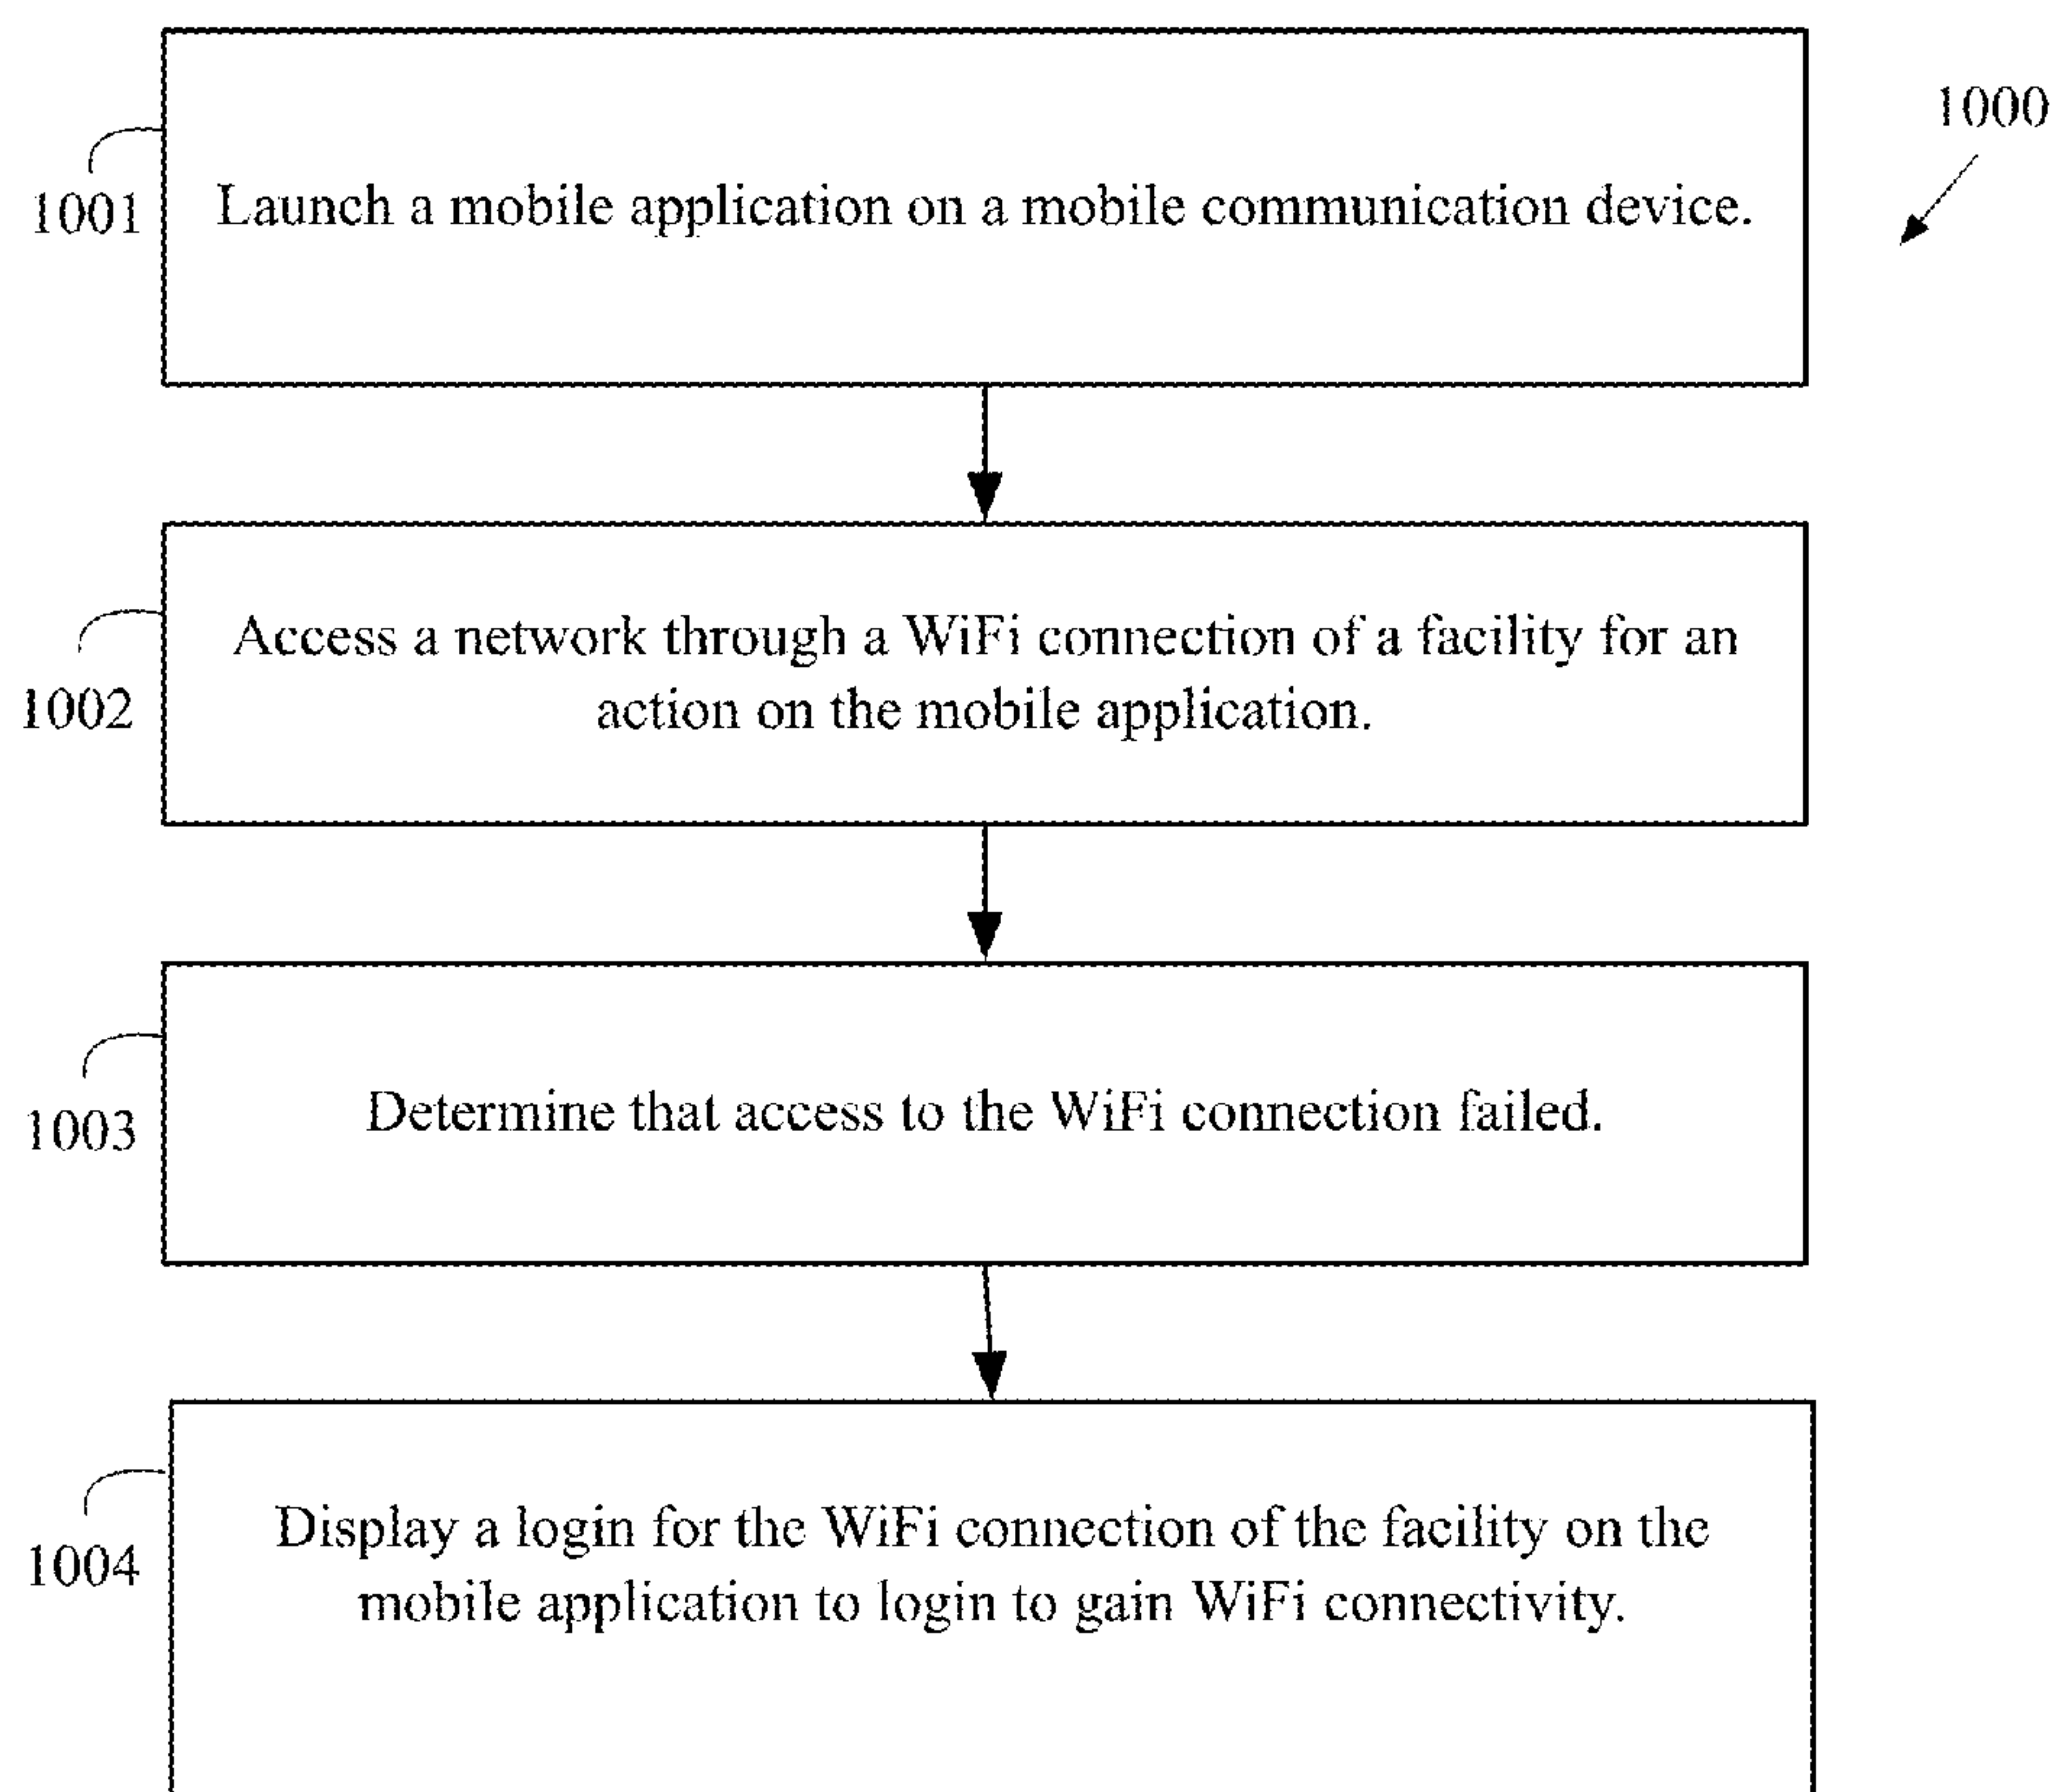 1000
1001
Launch a mobile application on a mobile communication device.
1002
Access a network through a WiFi connection of a facility for an
action on the mobile application.
1003
Determine that access to the WiFi connection failed.
1004
Display a login for the WiFi connection of the facility on the
mobile application to login to gain WiFi connectivity.